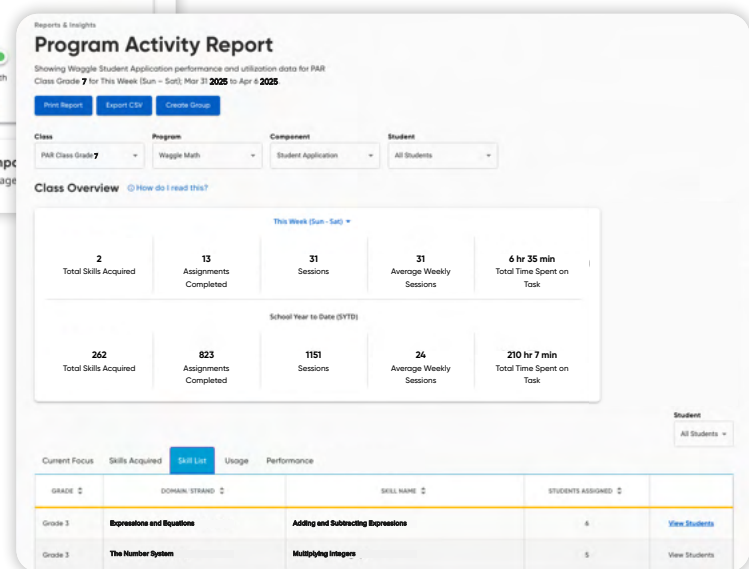 Reports & Insights
Program Activity Report
Showing Waggle Student Application performance and utilization data for PAR
Class Grade 7 for This Week (Sun – Sat); Mar 31 2025 to Apr 6 2025
Print Report Export CSV Create Group
Class Program Component Student
PAR Class Grade 7 Waggle Math Student Application All Students
Class Overview How do I read this?
This Week (Sun - Sat)
2 13 31 31 6 hr 35 min
Total Skills Acquired Assignments Sessions Average Weekly Total Time Spent on
Completed Sessions Task
School Year to Date (SYTD)
262 823 1151 24 210 hr 7 min
Total Skills Acquired Assignments Sessions Average Weekly Total Time Spent on
Completed Sessions Task
Student
All Students
Current Focus Skills Acquired Skill List Usage Performance
GRADE DOMAIN/STRAND SKILL NAME STUDENTS ASSIGNED
Grade 3 Expressions and Equations Adding and Subtracting Expressions 6 View Students
Grade 3 The Number System Multiplying Integers 5 View Students